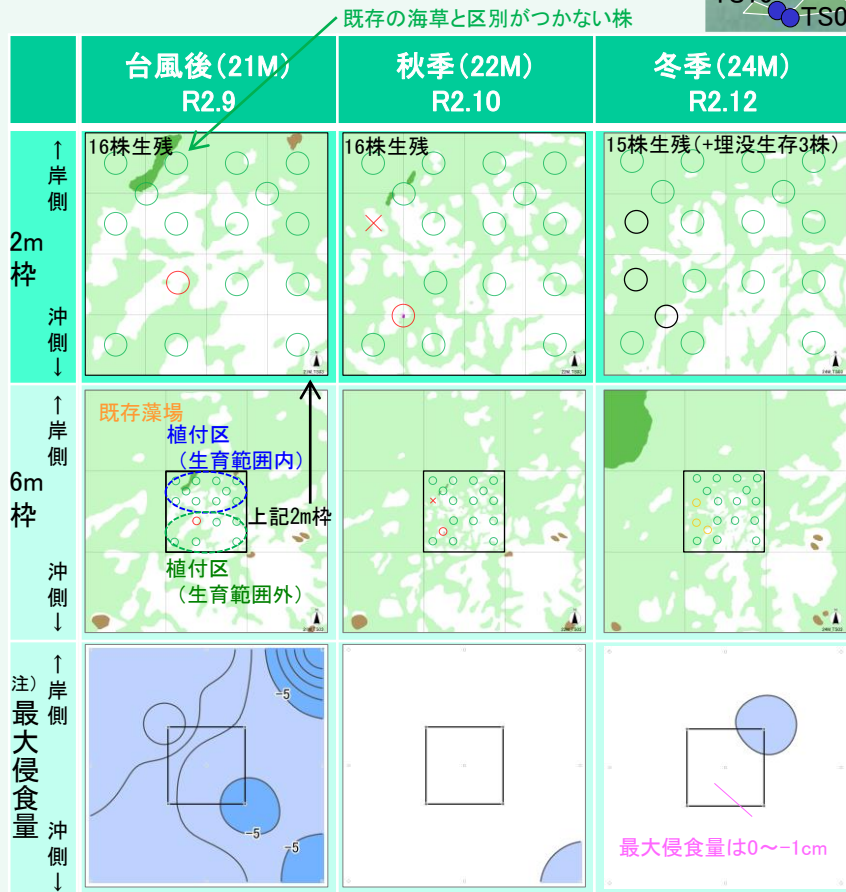 既存の海草と区別がつかない株
TS0
台風後(21M)
R2.9
秋季(22M)
R2.10
冬季(24M)
R2.12
2m
枠
↑
岸
側
沖
側
↓
16株生残
16株生残
15株生残(+埋没生存3株)
6m
枠
↑
岸
側
沖
側
↓
既存藻場
植付区
(生育範囲内)
上記2m枠
植付区
(生育範囲外)
注)
最
大
侵
食
量
↑
岸
側
沖
側
↓
-5
-5
-5
最大侵食量は0～-1cm